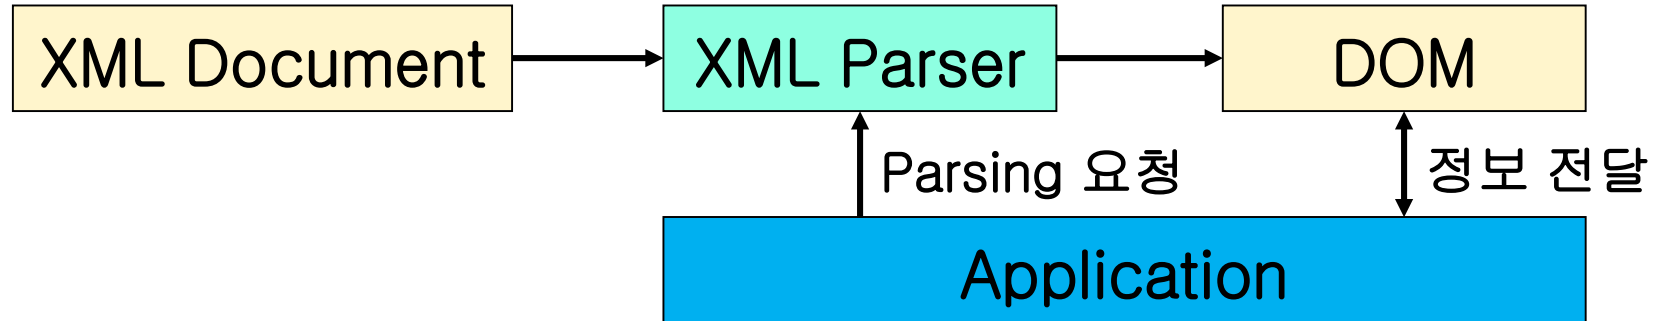 XML Document
XML Parser
DOM
Parsing 요청
정보 전달
Application